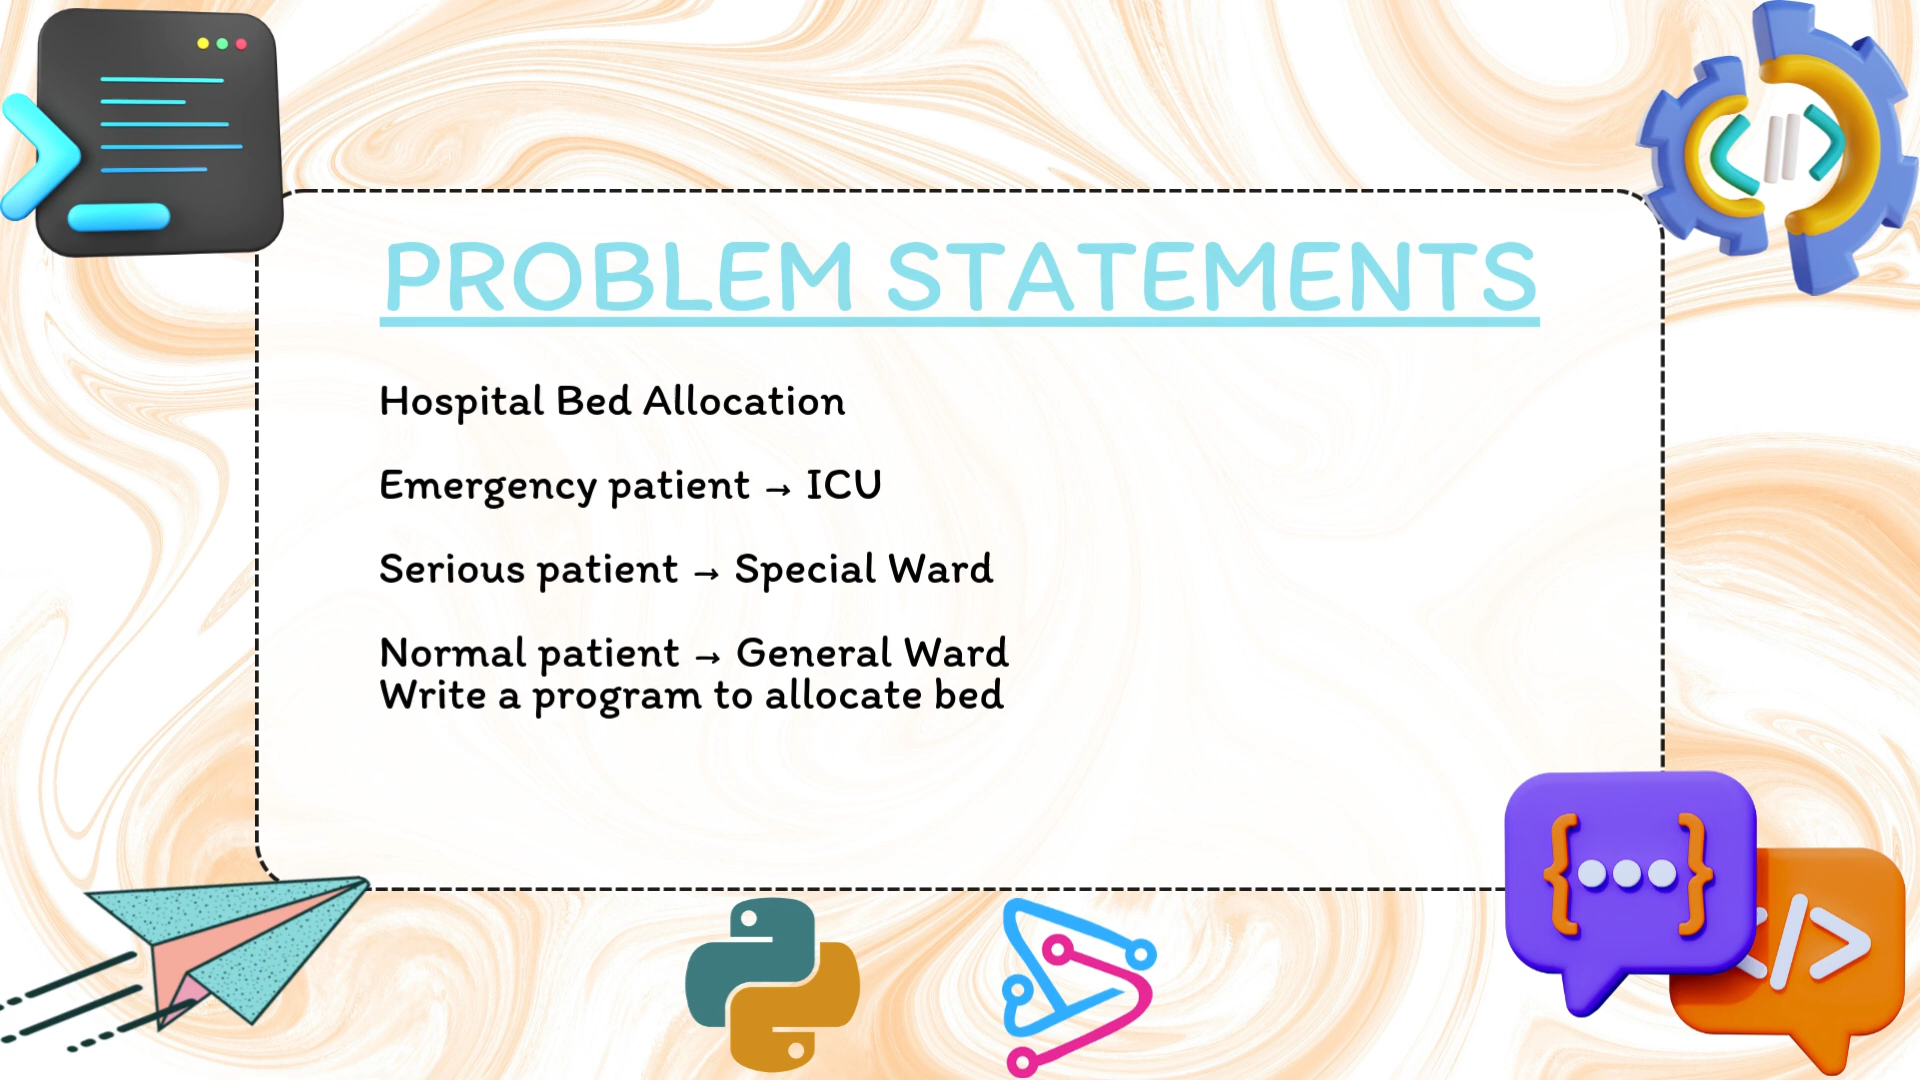 PROBLEM STATEMENTS
Hospital Bed Allocation
Emergency patient → ICU
Serious patient → Special Ward
Normal patient → General Ward
Write a program to allocate bed